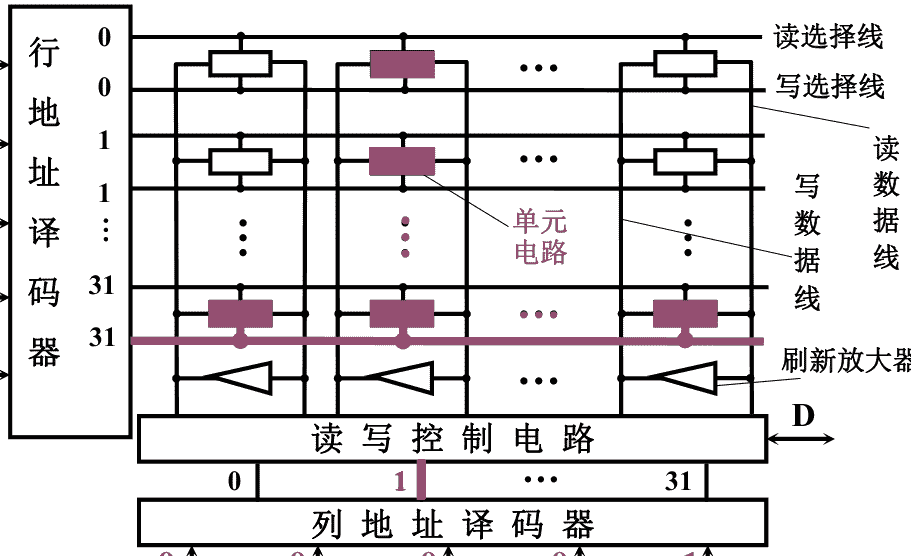 行地址译码器
0
0
1
1
⋮
31
31
读选择线
写选择线
读数据线
写数据线
单元
电路
刷新放大器
读写控制电路
D
0
1
…
31
列地址译码器